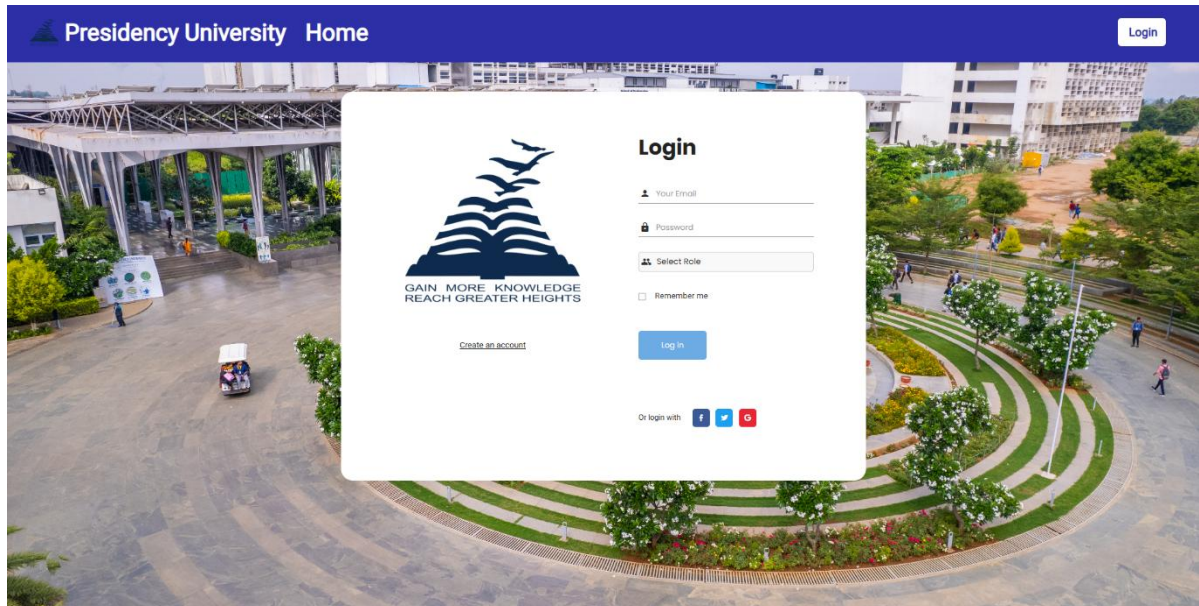 Presidency University Home
Login
GAIN MORE KNOWLEDGE
REACH GREATER HEIGHTS
Create an account
Login
Your Email
Password
Select Role
Remember me
Log in
Or login with
f
G